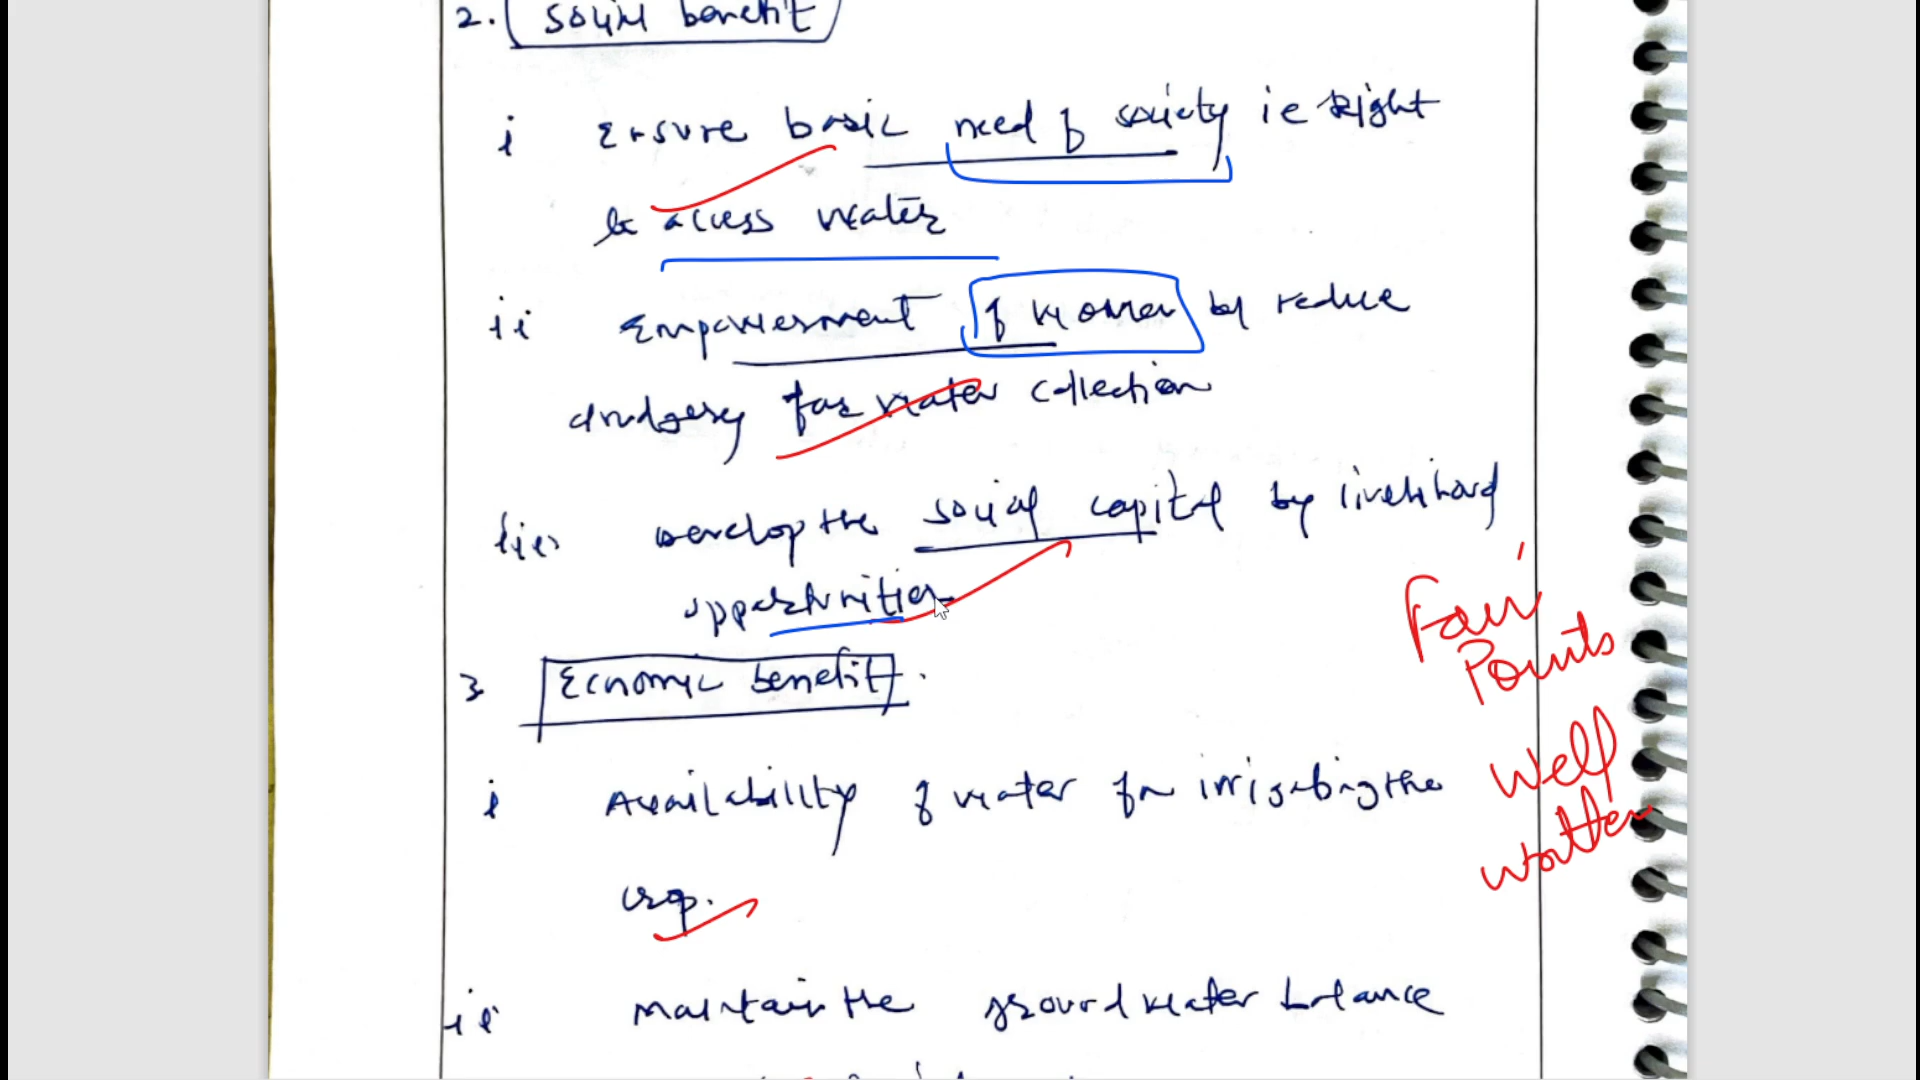 2. Social benefit
i Ensure basic need of society ie Right
to access water
ii Empowerment of women by reduce
drudgery for water collection
iii Develop the social capital by livelihood
opportunities
Fair Points
3 Economic benefit.
Well written
i Availability of water for irrigating the
crop.
ii Maintain the groundwater balance